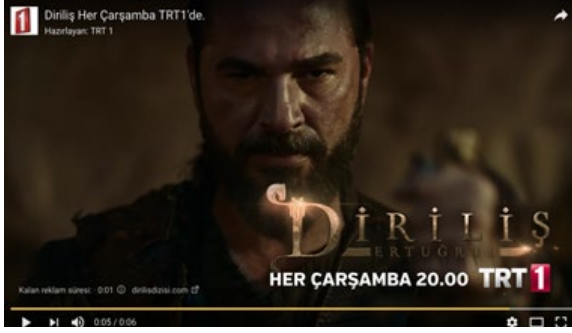 1 Diriliş Her Çarşamba TRT1'de.
Hazırlayan: TRT 1
DİRİLİŞ
ERTUĞRUL
HER ÇARŞAMBA 20.00 TRT 1
Kalan reklam süresi: · 0:01 dirilisdizisi.com
0:05 / 0:06